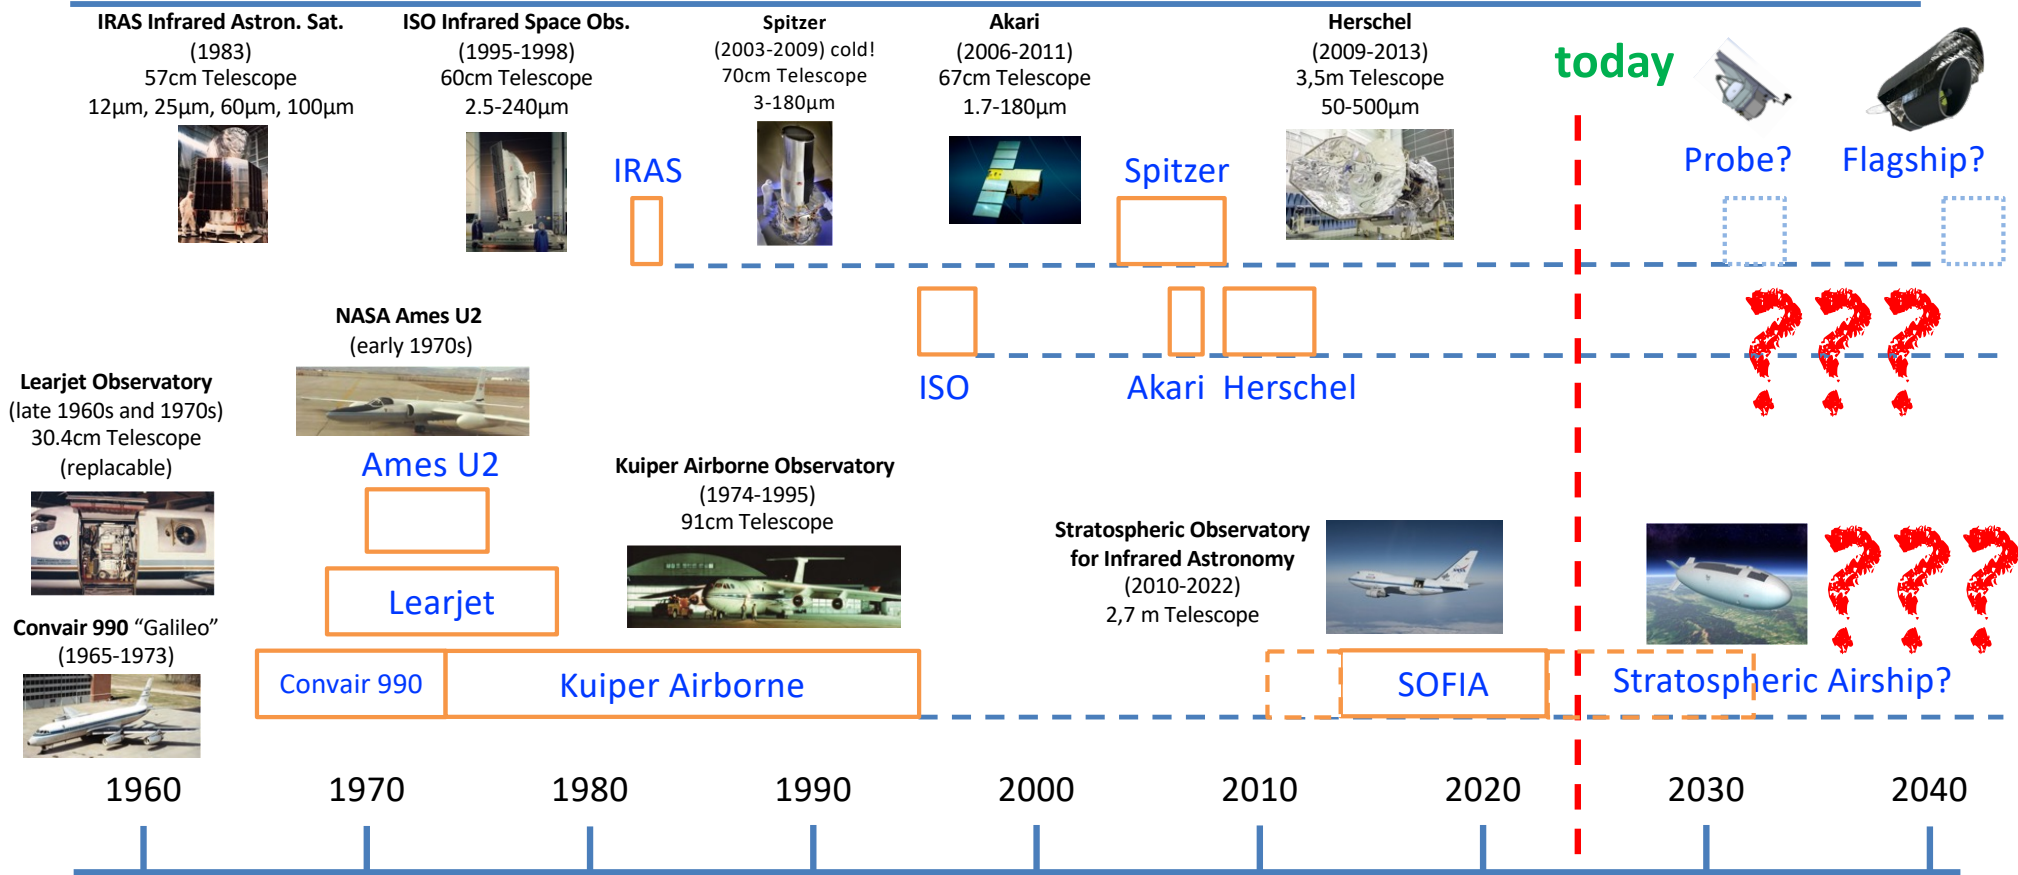 IRAS Infrared Astron. Sat.
(1983)
57cm Telescope
12µm, 25µm, 60µm, 100µm
ISO Infrared Space Obs.
(1995-1998)
60cm Telescope
2.5-240µm
Spitzer
(2003-2009) cold!
70cm Telescope
3-180µm
Akari
(2006-2011)
67cm Telescope
1.7-180µm
Herschel
(2009-2013)
3,5m Telescope
50-500µm
today
Probe?
Flagship?
IRAS
Spitzer
???
ISO
Akari
Herschel
NASA Ames U2
(early 1970s)
Learjet Observatory
(late 1960s and 1970s)
30.4cm Telescope
(replacable)
Ames U2
Kuiper Airborne Observatory
(1974-1995)
91cm Telescope
Stratospheric Observatory
for Infrared Astronomy
(2010-2022)
2,7 m Telescope
???
Learjet
Convair 990 “Galileo”
(1965-1973)
Convair 990
Kuiper Airborne
SOFIA
Stratospheric Airship?
1960
1970
1980
1990
2000
2010
2020
2030
2040